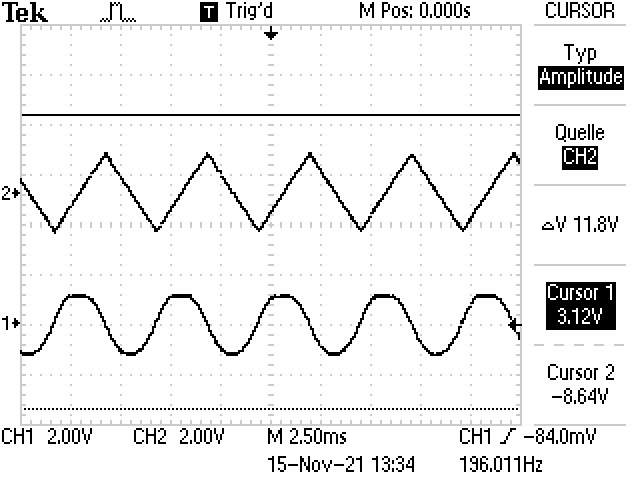 Tek T Trig'd M Pos: 0.000s CURSOR
Typ
Amplitude
Quelle
CH2
2
△V 11.8V
Cursor 1
3.12V
1
Cursor 2
-8.64V
CH1 2.00V CH2 2.00V M 2.50ms CH1 -84.0mV
15-Nov-21 13:34 196.011Hz